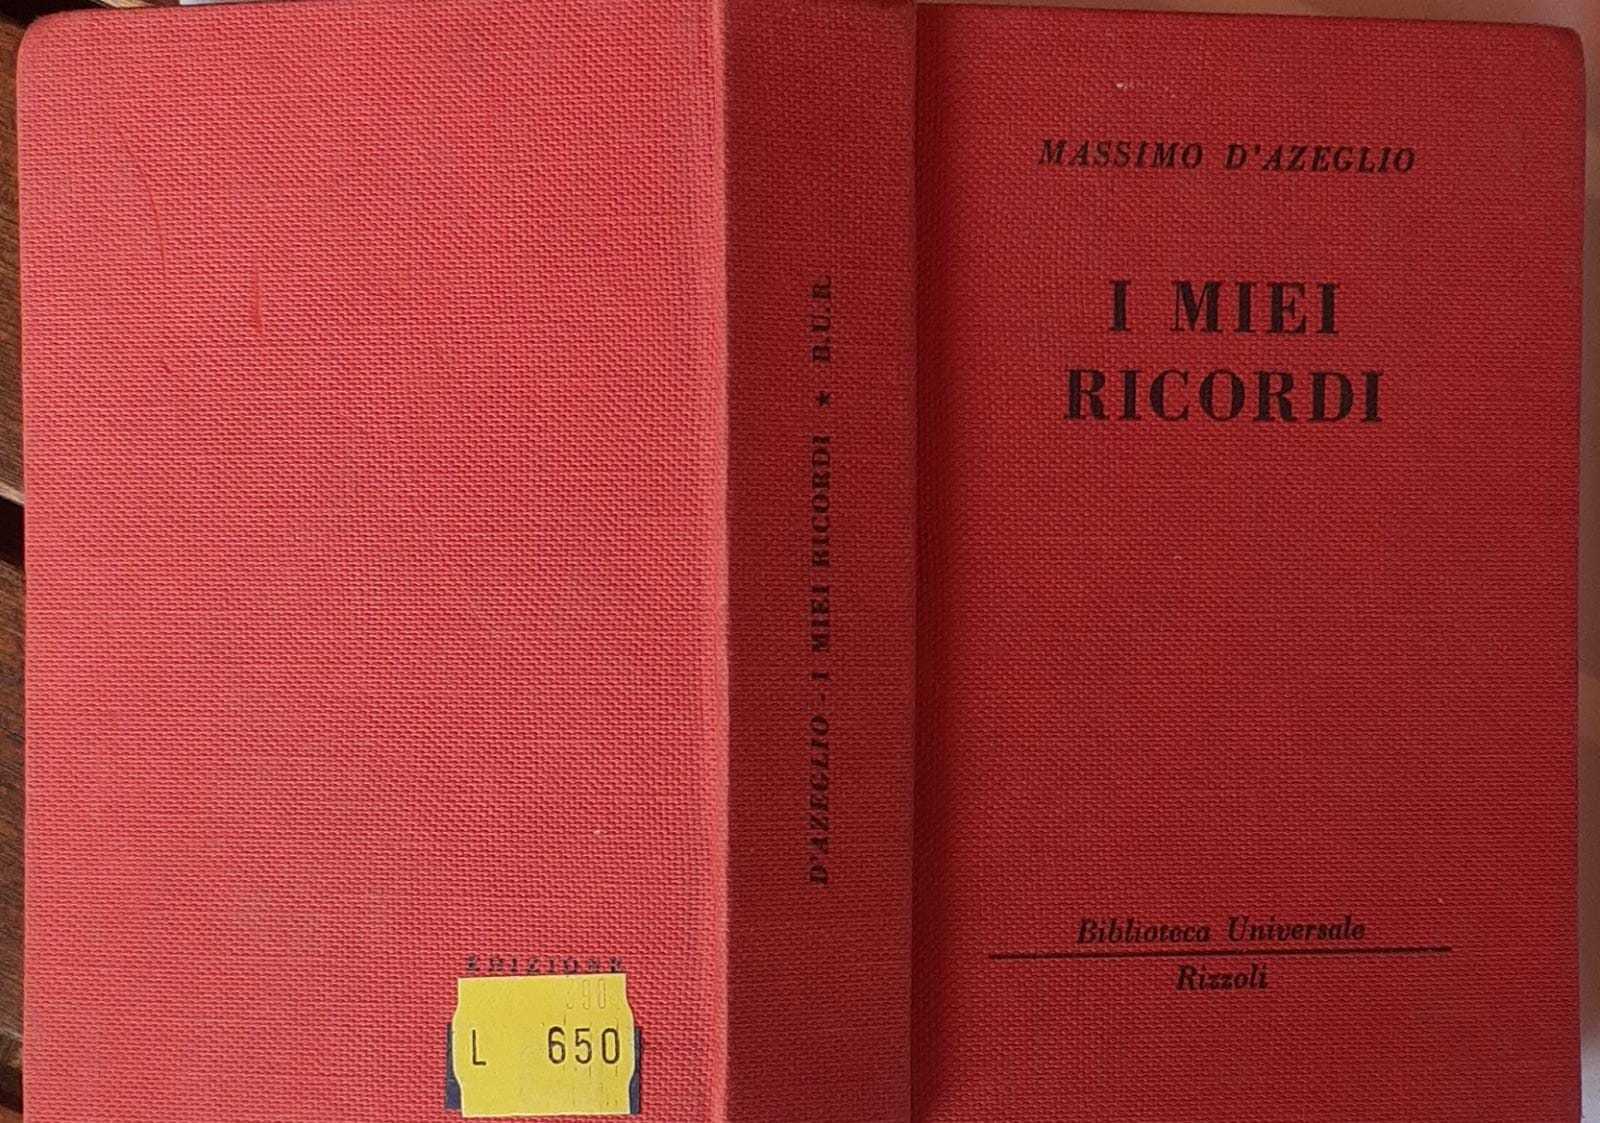 MASSIMO D'AZEGLIO
I MIEI
RICORDI
Biblioteca Universale
Rizzoli
D'AZEGLIO - I MIEI RICORDI ★ B.U.R.
EDIZIONE
L 650